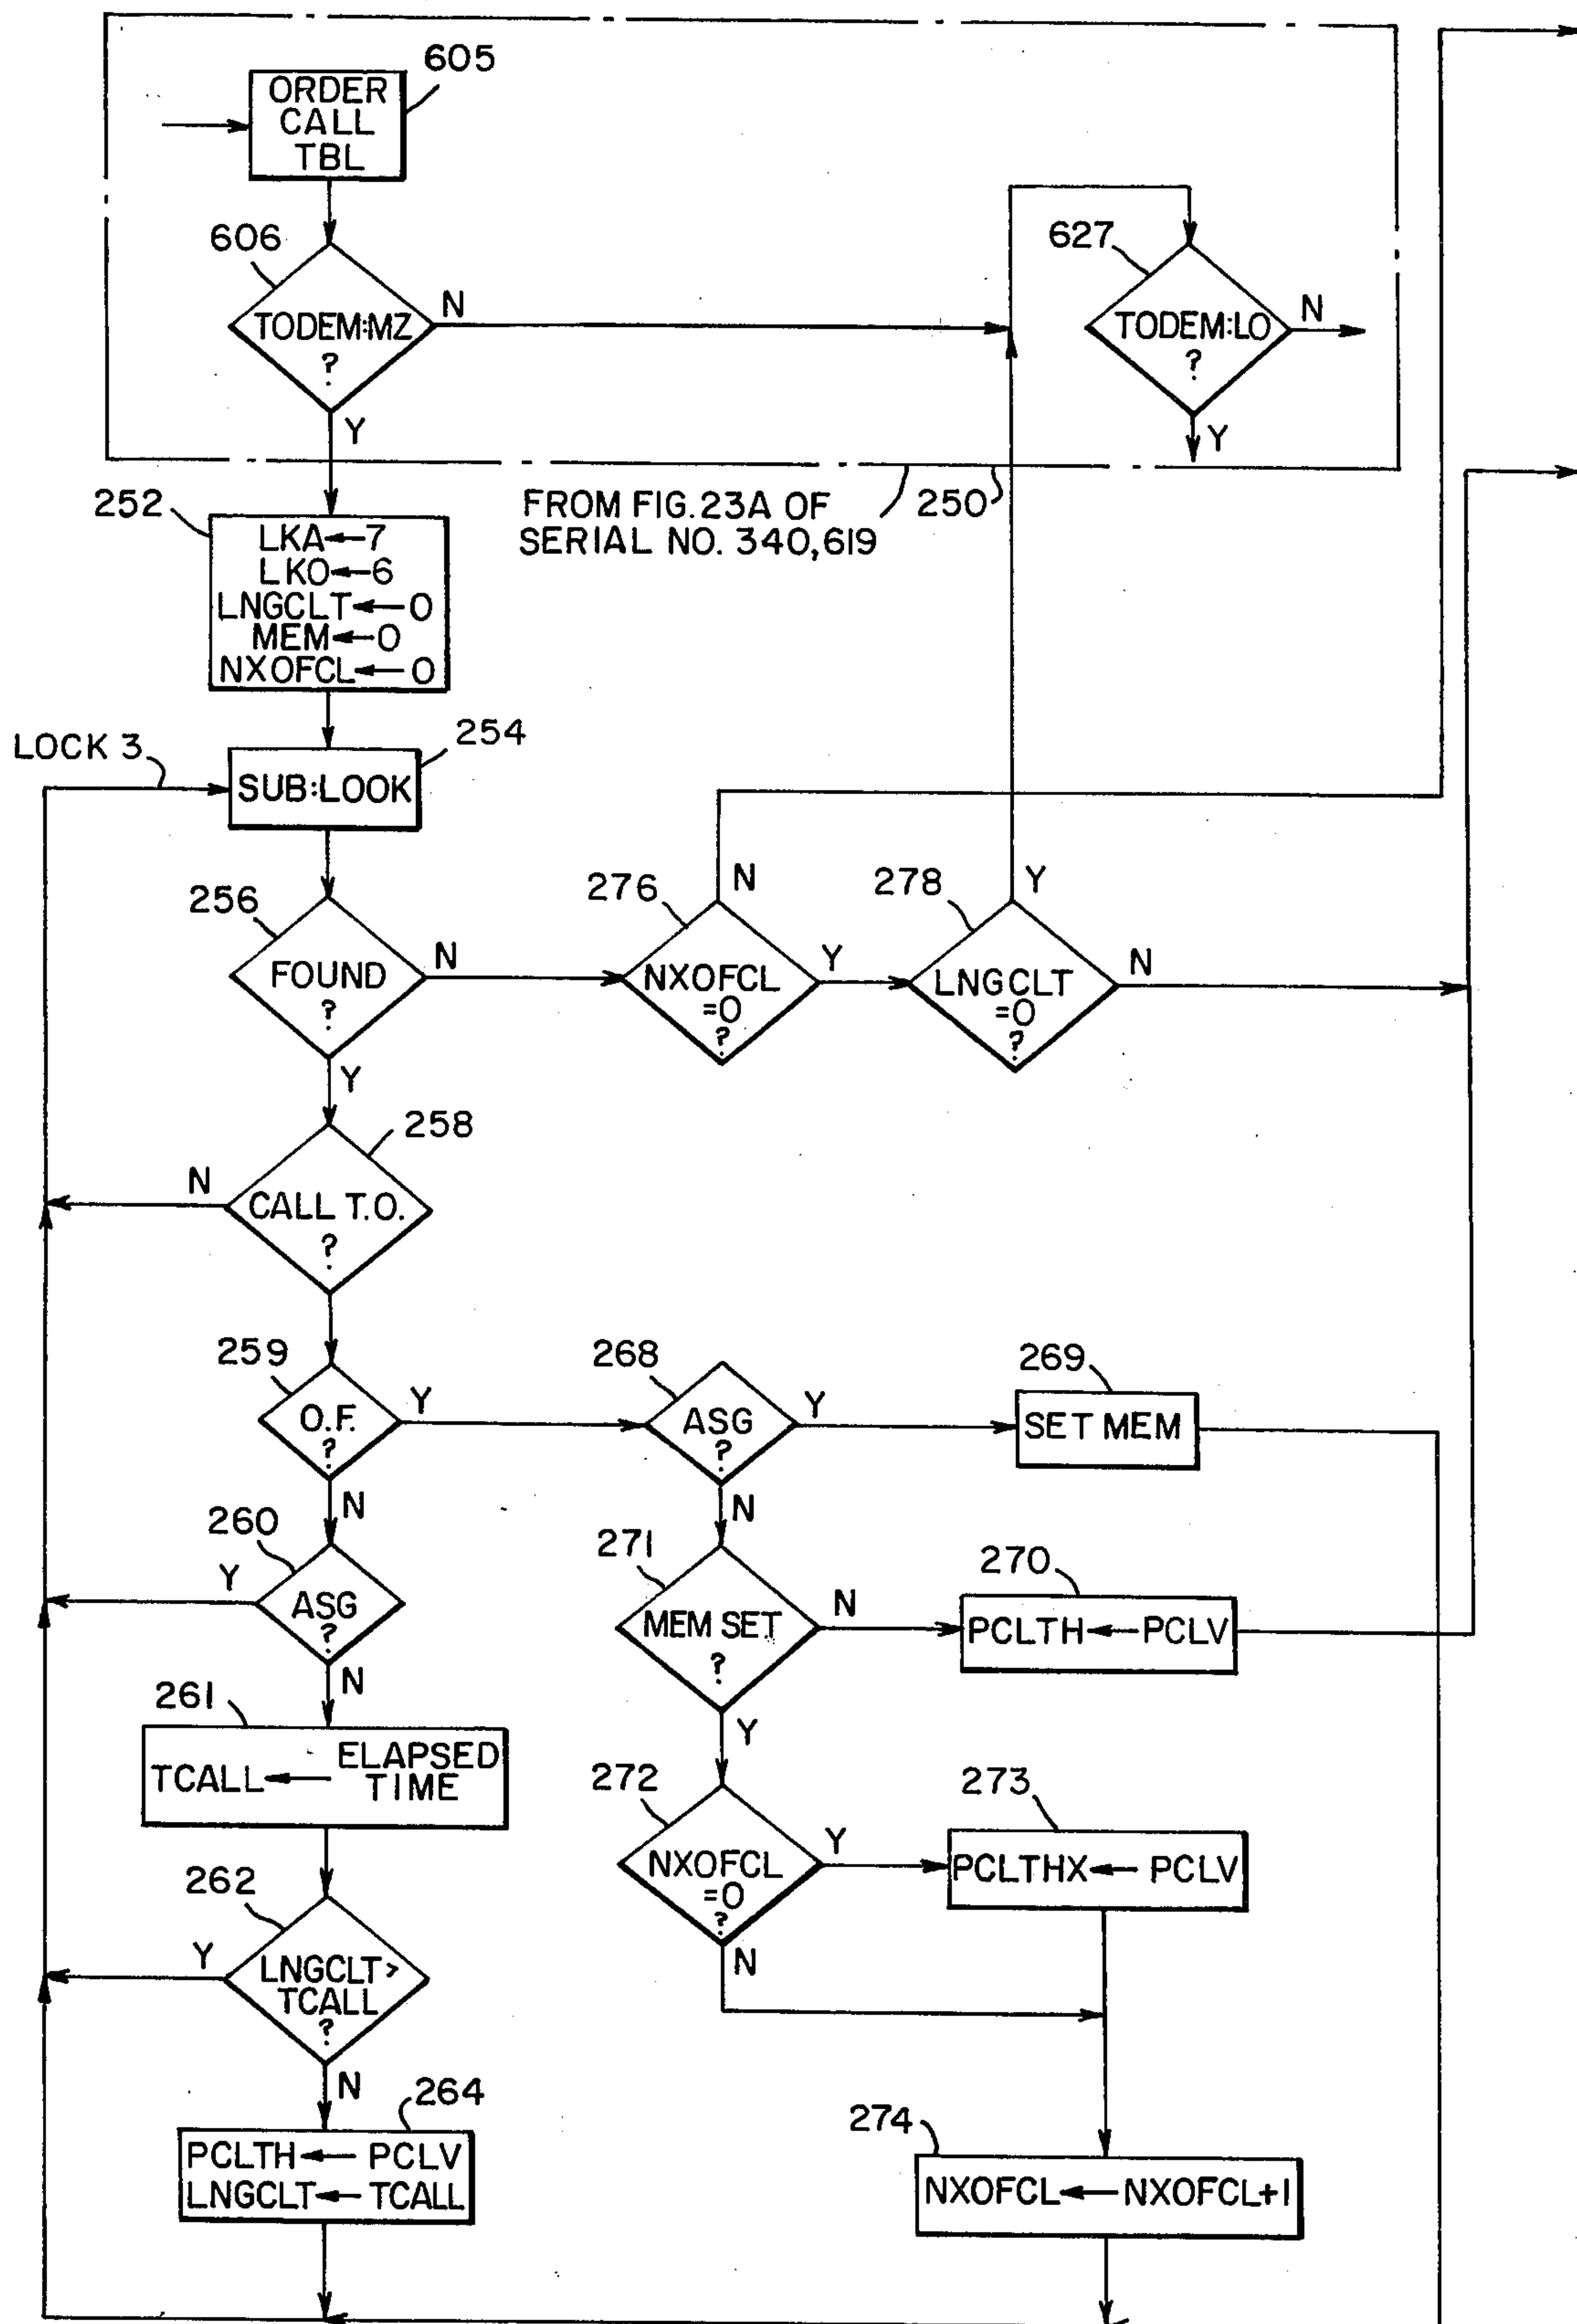 605
ORDER
CALL
TBL
606
TODEM:MZ
?
N
Y
627
TODEM:LO
?
N
Y
252
FROM FIG.23A OF
SERIAL NO. 340,619
250
LKA←7
LKO←6
LNGCLT←0
MEM←0
NXOFCL←0
LOCK 3
254
SUB:LOOK
256
FOUND
?
N
Y
276
NXOFCL
=0
?
N
Y
278
LNGCLT
=0
?
Y
N
258
CALL T.O.
?
N
259
O.F.
?
Y
N
268
ASG
?
Y
N
269
SET MEM
260
ASG
?
Y
N
271
MEM SET
?
N
Y
270
PCLTH←PCLV
261
TCALL← ELAPSED
TIME
272
NXOFCL
=0
?
Y
N
273
PCLTHX← PCLV
262
LNGCLT>
TCALL
?
Y
N
264
PCLTH← PCLV
LNGCLT← TCALL
274
NXOFCL←NXOFCL+1